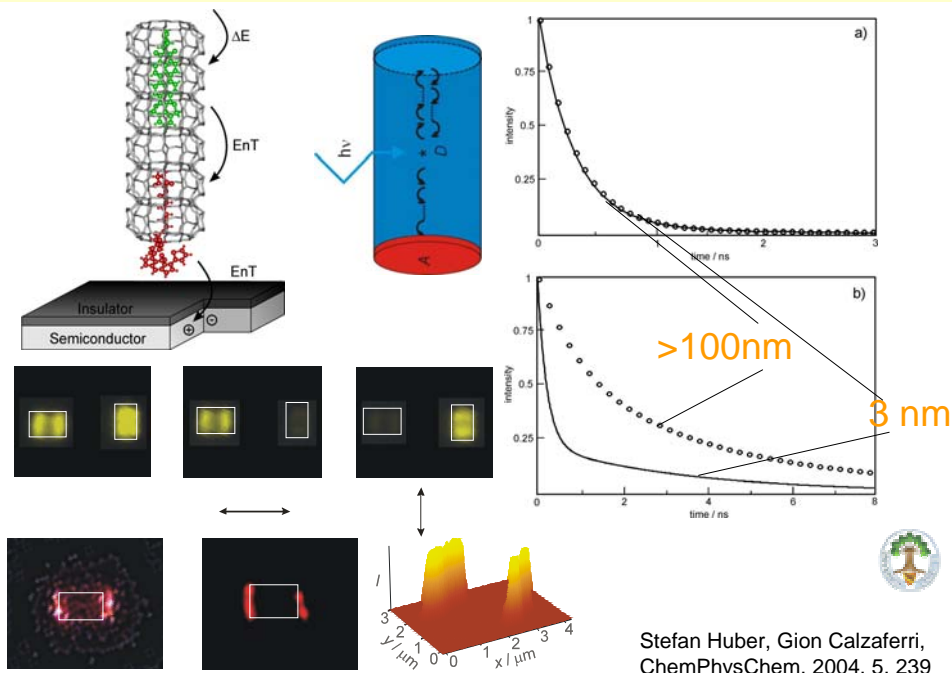 ΔE
EnT
EnT
Insulator
Semiconductor
+
-
hν
D
*
A
a)
1
0.75
0.5
0.25
intensity
0
1
2
3
time / ns
b)
1
0.75
0.5
0.25
intensity
0
2
4
6
8
time / ns
>100nm
3 nm
I
3
2
1
0
y / μm
0
1
2
3
4
x / μm
Stefan Huber, Gion Calzaferri,
ChemPhysChem, 2004, 5, 239